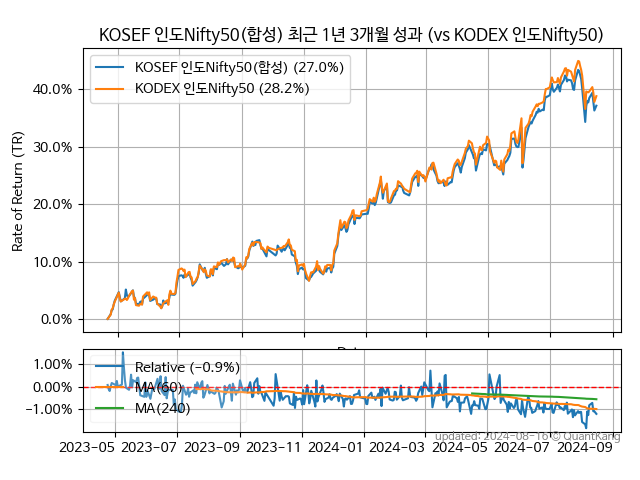 KOSEF 인도Nifty50(합성) 최근 1년 3개월 성과 (vs KODEX 인도Nifty50)
KOSEF 인도Nifty50(합성) (27.0%)
KODEX 인도Nifty50 (28.2%)
Rate of Return (TR)
40.0%
30.0%
20.0%
10.0%
0.0%
Relative (−0.9%)
MA(60)
MA(240)
1.00%
0.00%
−1.00%
2023−05 2023−07 2023−09 2023−11 2024−01 2024−03 2024−05 2024−07 2024−09
updated: 2024−08−16 © QuantKang